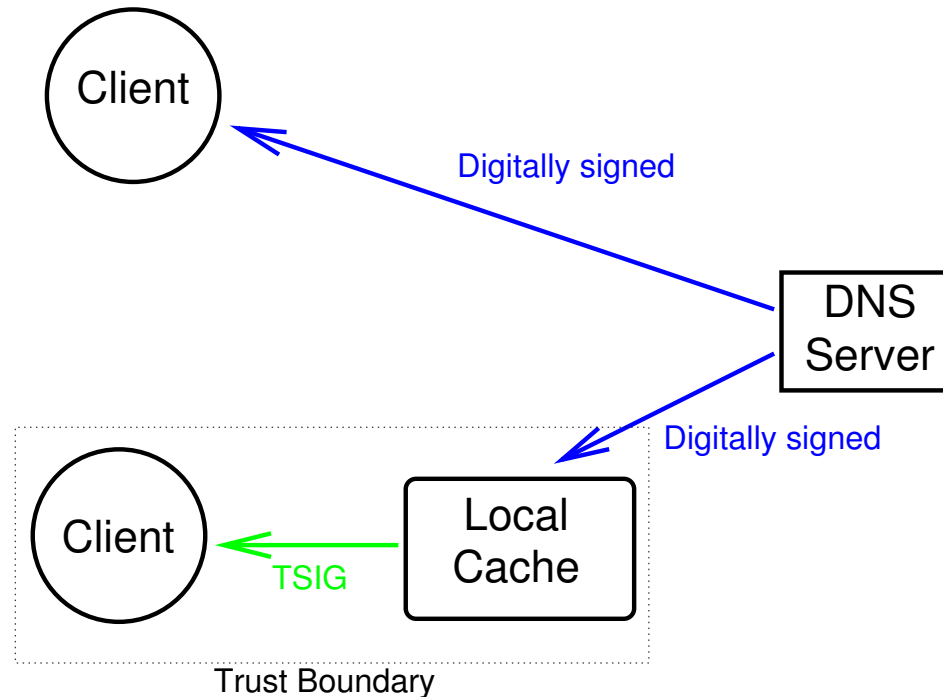 Client
Digitally signed
DNS
Server
Digitally signed
Client
Local
Cache
TSIG
Trust Boundary